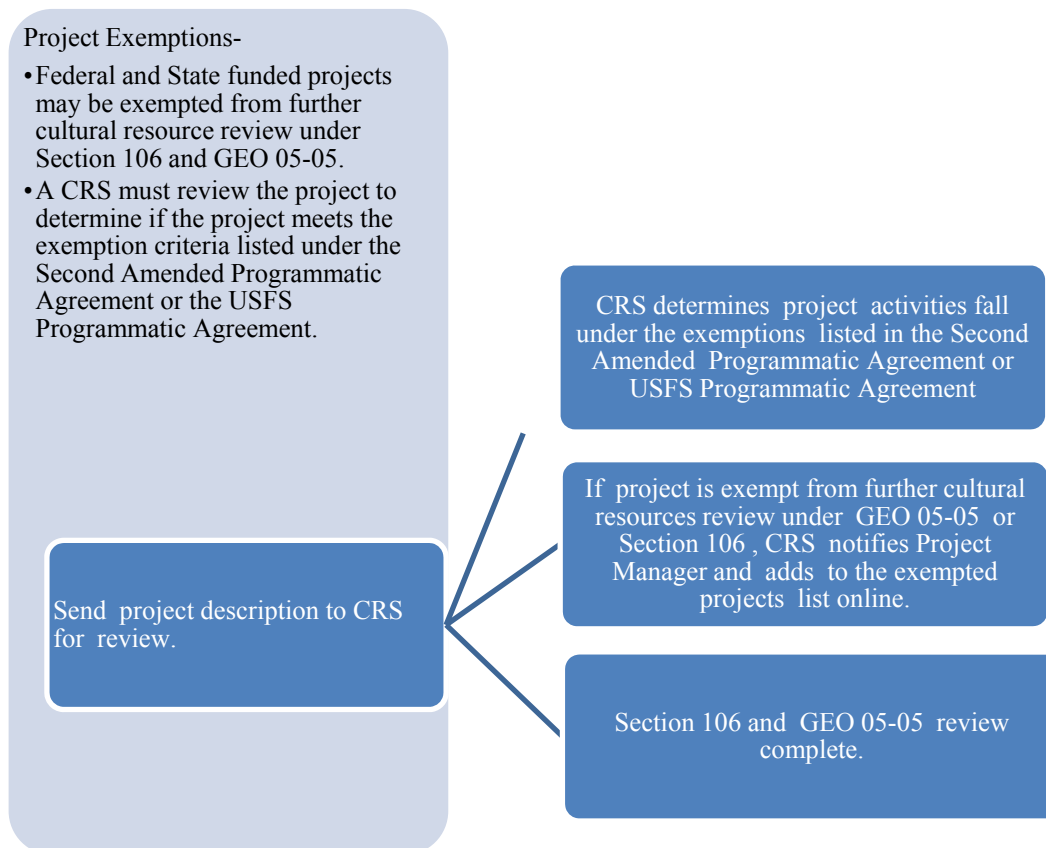 Project Exemptions-
•Federal and State funded projects
may be exempted from further
cultural resource review under
Section 106 and GEO 05-05.
•A CRS must review the project to
determine if the project meets the
exemption criteria listed under the
Second Amended Programmatic
Agreement or the USFS
Programmatic Agreement.
Send project description to CRS
for review.
CRS determines project activities fall
under the exemptions listed in the Second
Amended Programmatic Agreement or
USFS Programmatic Agreement
If project is exempt from further cultural
resources review under GEO 05-05 or
Section 106 , CRS notifies Project
Manager and adds to the exempted
projects list online.
Section 106 and GEO 05-05 review
complete.